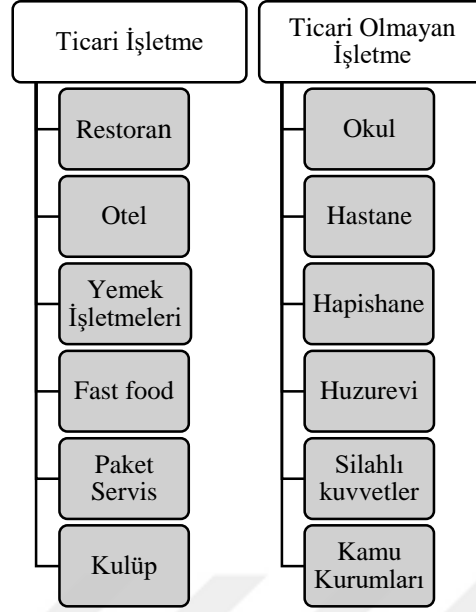 Ticari İşletme
Restoran
Otel
Yemek
İşletmeleri
Fast food
Paket
Servis
Kulüp
Ticari Olmayan
İşletme
Okul
Hastane
Hapishane
Huzurevi
Silahlı
kuvvetler
Kamu
Kurumları